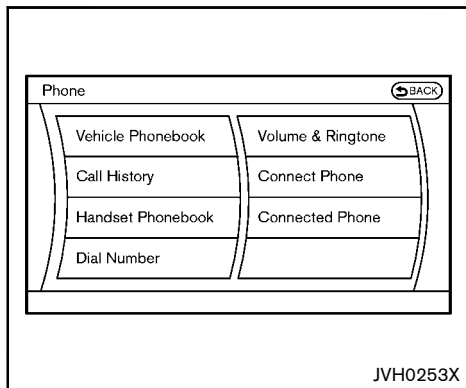 Phone
BACK
Vehicle Phonebook
Volume & Ringtone
Call History
Connect Phone
Handset Phonebook
Connected Phone
Dial Number
JVH0253X